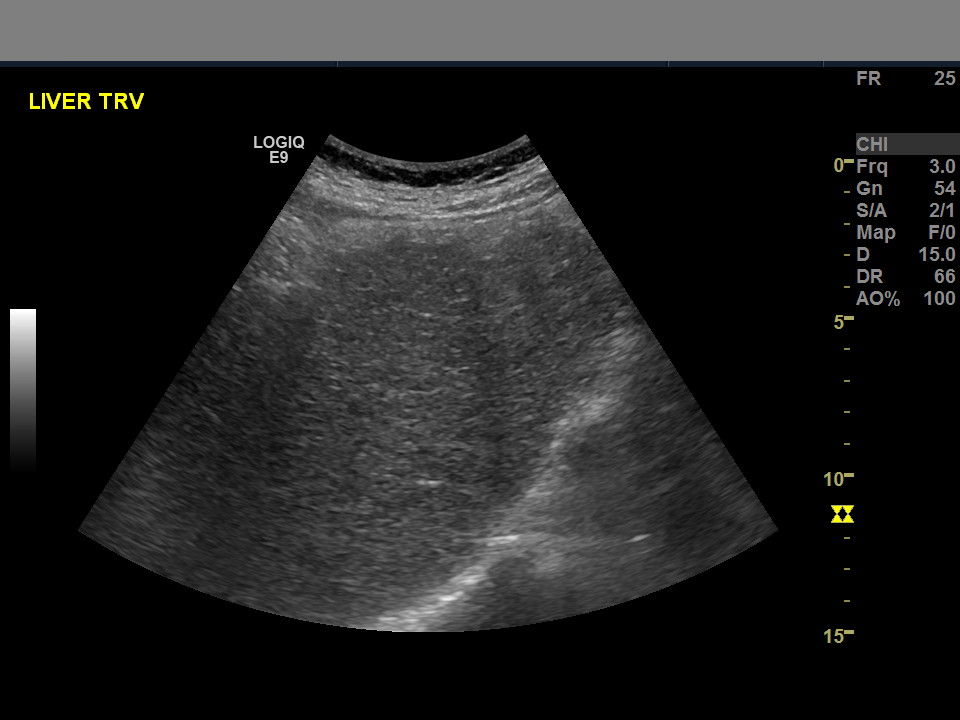 LIVER TRV
LOGIQ
E9
FR 25
CHI
Frq 3.0
Gn 54
S/A 2/1
Map F/0
D 15.0
DR 66
AO% 100
0
5
10
15